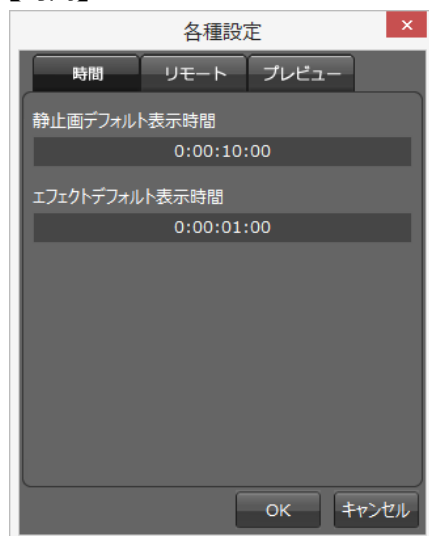 各種設定
×
時間 リモート プレビュー
静止画デフォルト表示時間
0:00:10:00
エフェクトデフォルト表示時間
0:00:01:00
OK キャンセル